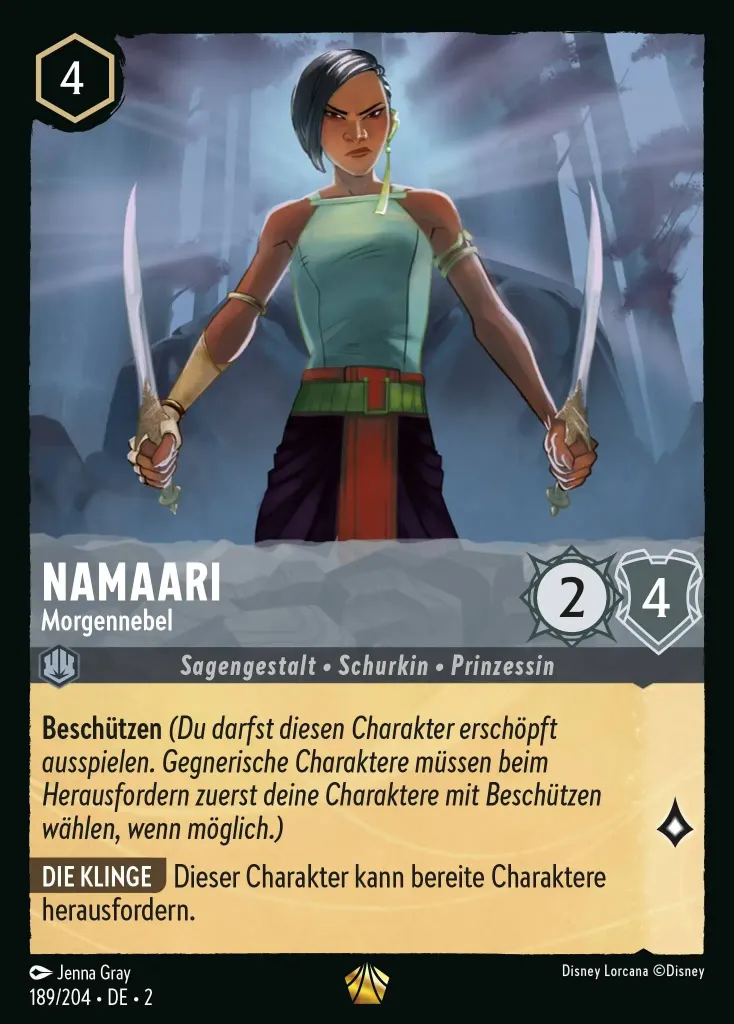 4
NAMAARI
Morgennebel
2
4
Sagengestalt • Schurkin • Prinzessin
Beschützen (Du darfst diesen Charakter erschöpft
ausspielen. Gegnerische Charaktere müssen beim
Herausfordern zuerst deine Charaktere mit Beschützen
wählen, wenn möglich.)
DIE KLINGE Dieser Charakter kann bereite Charaktere
herausfordern.
Jenna Gray
Disney Lorcana ©Disney
189/204 • DE • 2